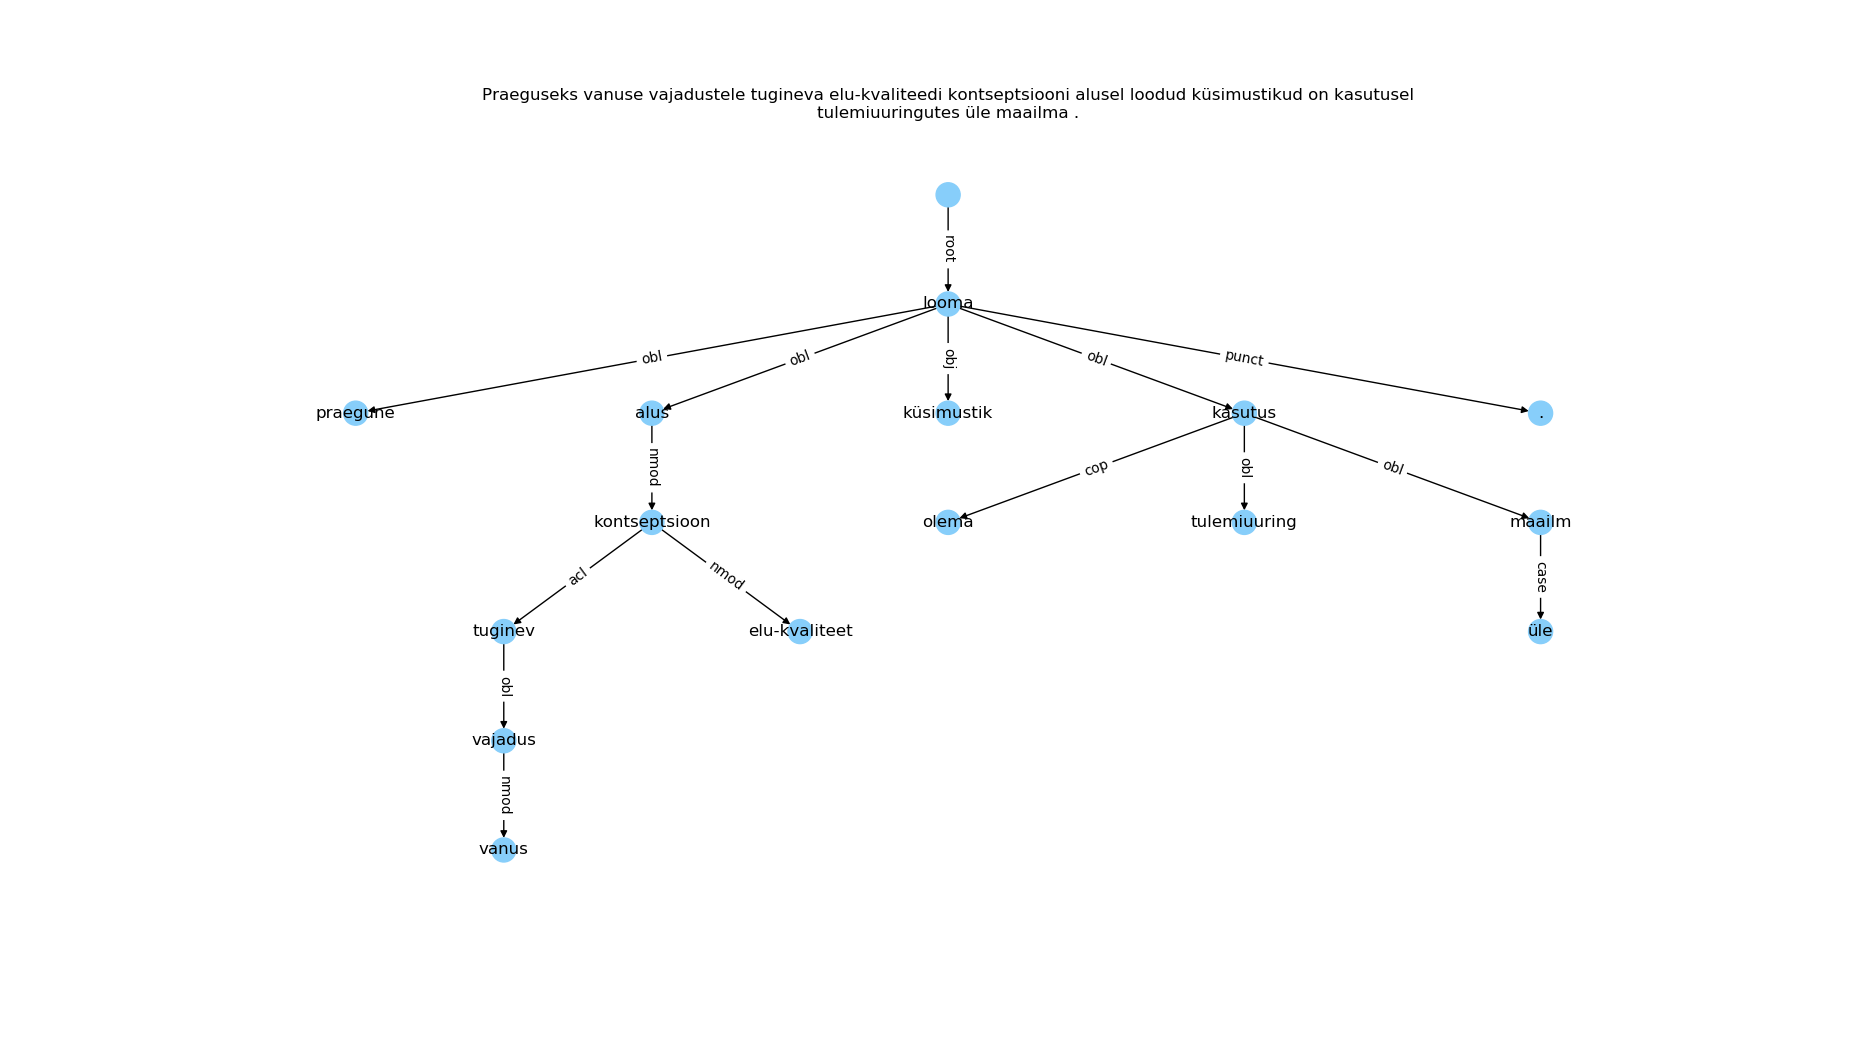 Praeguseks vanuse vajadustele tugineva elu-kvaliteedi kontseptsiooni alusel loodud küsimustikud on kasutusel
tulemiuuringutes üle maailma .
root
looma
obl
obl
obj
obl
punct
praegune
alus
küsimustik
kasutus
.
nmod
cop
obl
obl
kontseptsioon
olema
tulemiuuring
maailm
acl
nmod
case
tuginev
elu-kvaliteet
üle
obl
vajadus
nmod
vanus